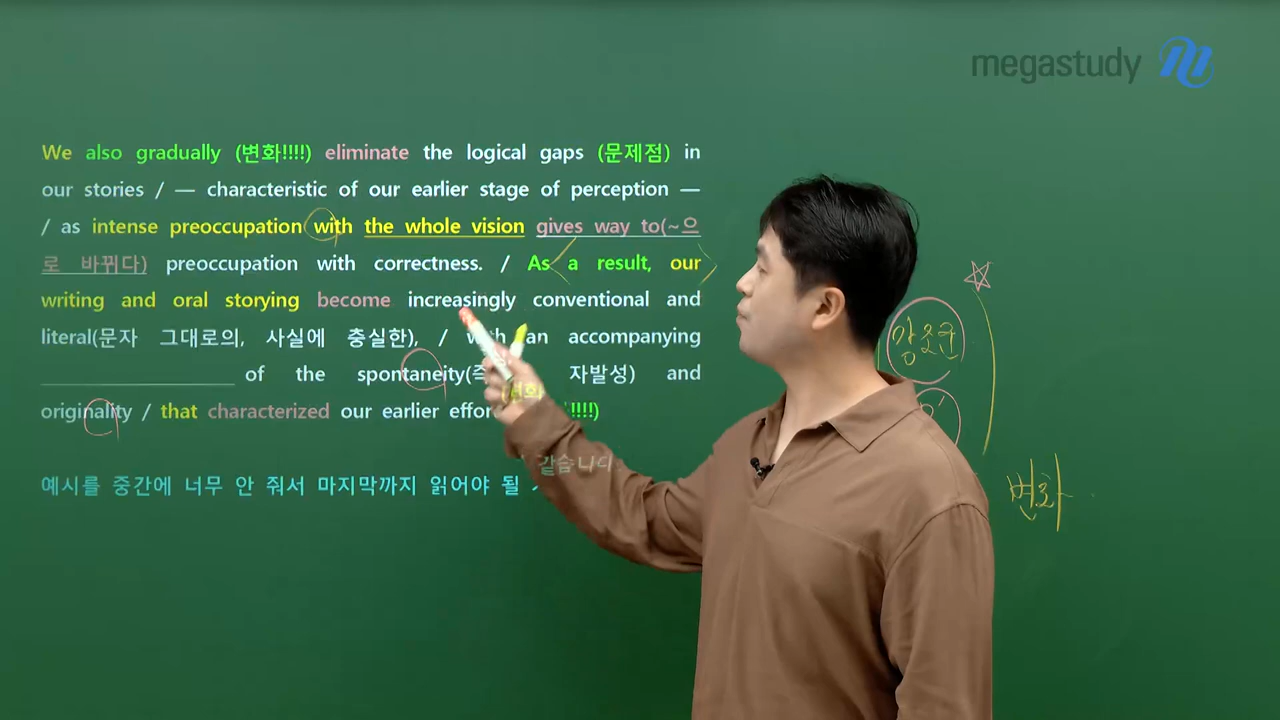 megastudy
We also gradually (변화!!!!) eliminate the logical gaps (문제점) in
our stories / — characteristic of our earlier stage of perception —
/ as intense preoccupation with the whole vision gives way to(~으
로 바뀌다) preoccupation with correctness. / As a result, our
writing and oral storying become increasingly conventional and
literal(문자 그대로의, 사실에 충실한), / with an accompanying
of the spontaneity( 자발성) and
originality / that characterized our earlier !!!!)
예시를 중간에 너무 안 줘서 마지막까지 읽어야 될 같습니다
변화